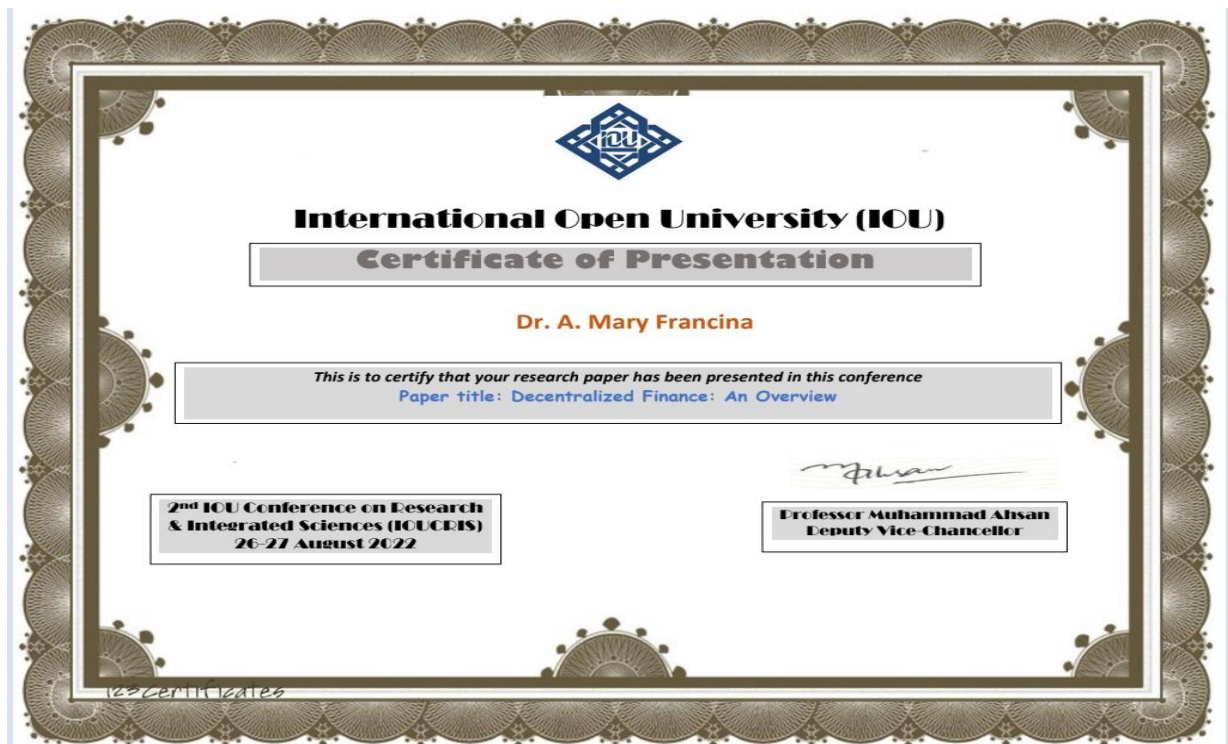 IOU
International Open University (IOU)
Certificate of Presentation
Dr. A. Mary Francina
This is to certify that your research paper has been presented in this conference
Paper title: Decentralized Finance: An Overview
2nd IOU Conference on Research
& Integrated Sciences (IOUCRIS)
26-27 August 2022
Ahsan
Professor Muhammad Ahsan
Deputy Vice-Chancellor
123Certificates